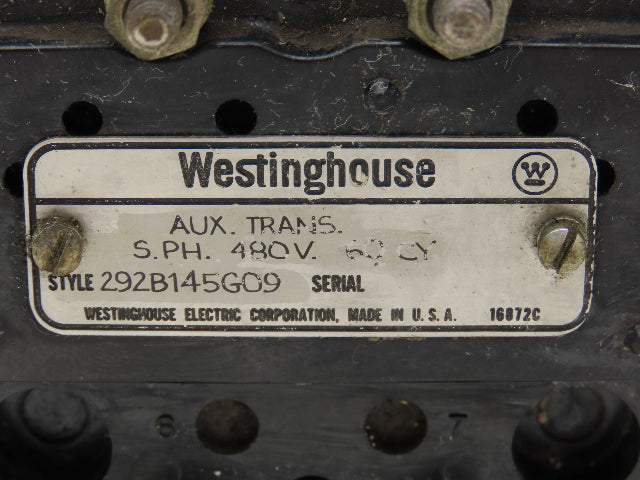 Westinghouse
W
AUX. TRANS.
S.PH. 480V. 60 CY
STYLE 292B145G09 SERIAL
WESTINGHOUSE ELECTRIC CORPORATION, MADE IN U.S.A. 16872C
6 7